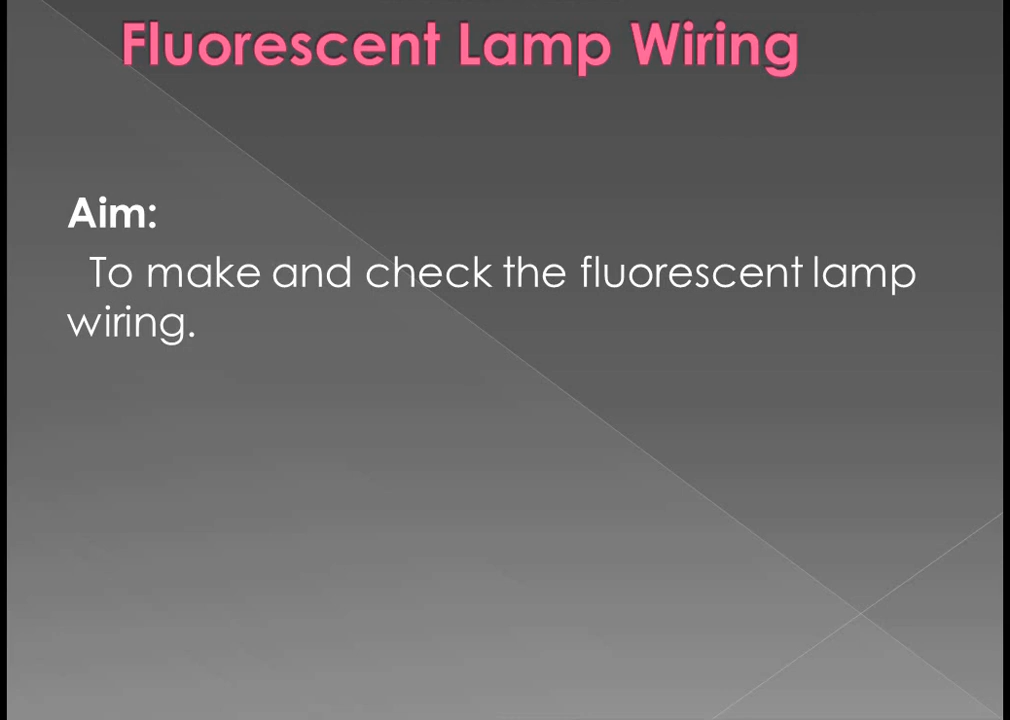 Fluorescent Lamp Wiring
Aim:
To make and check the fluorescent lamp
wiring.